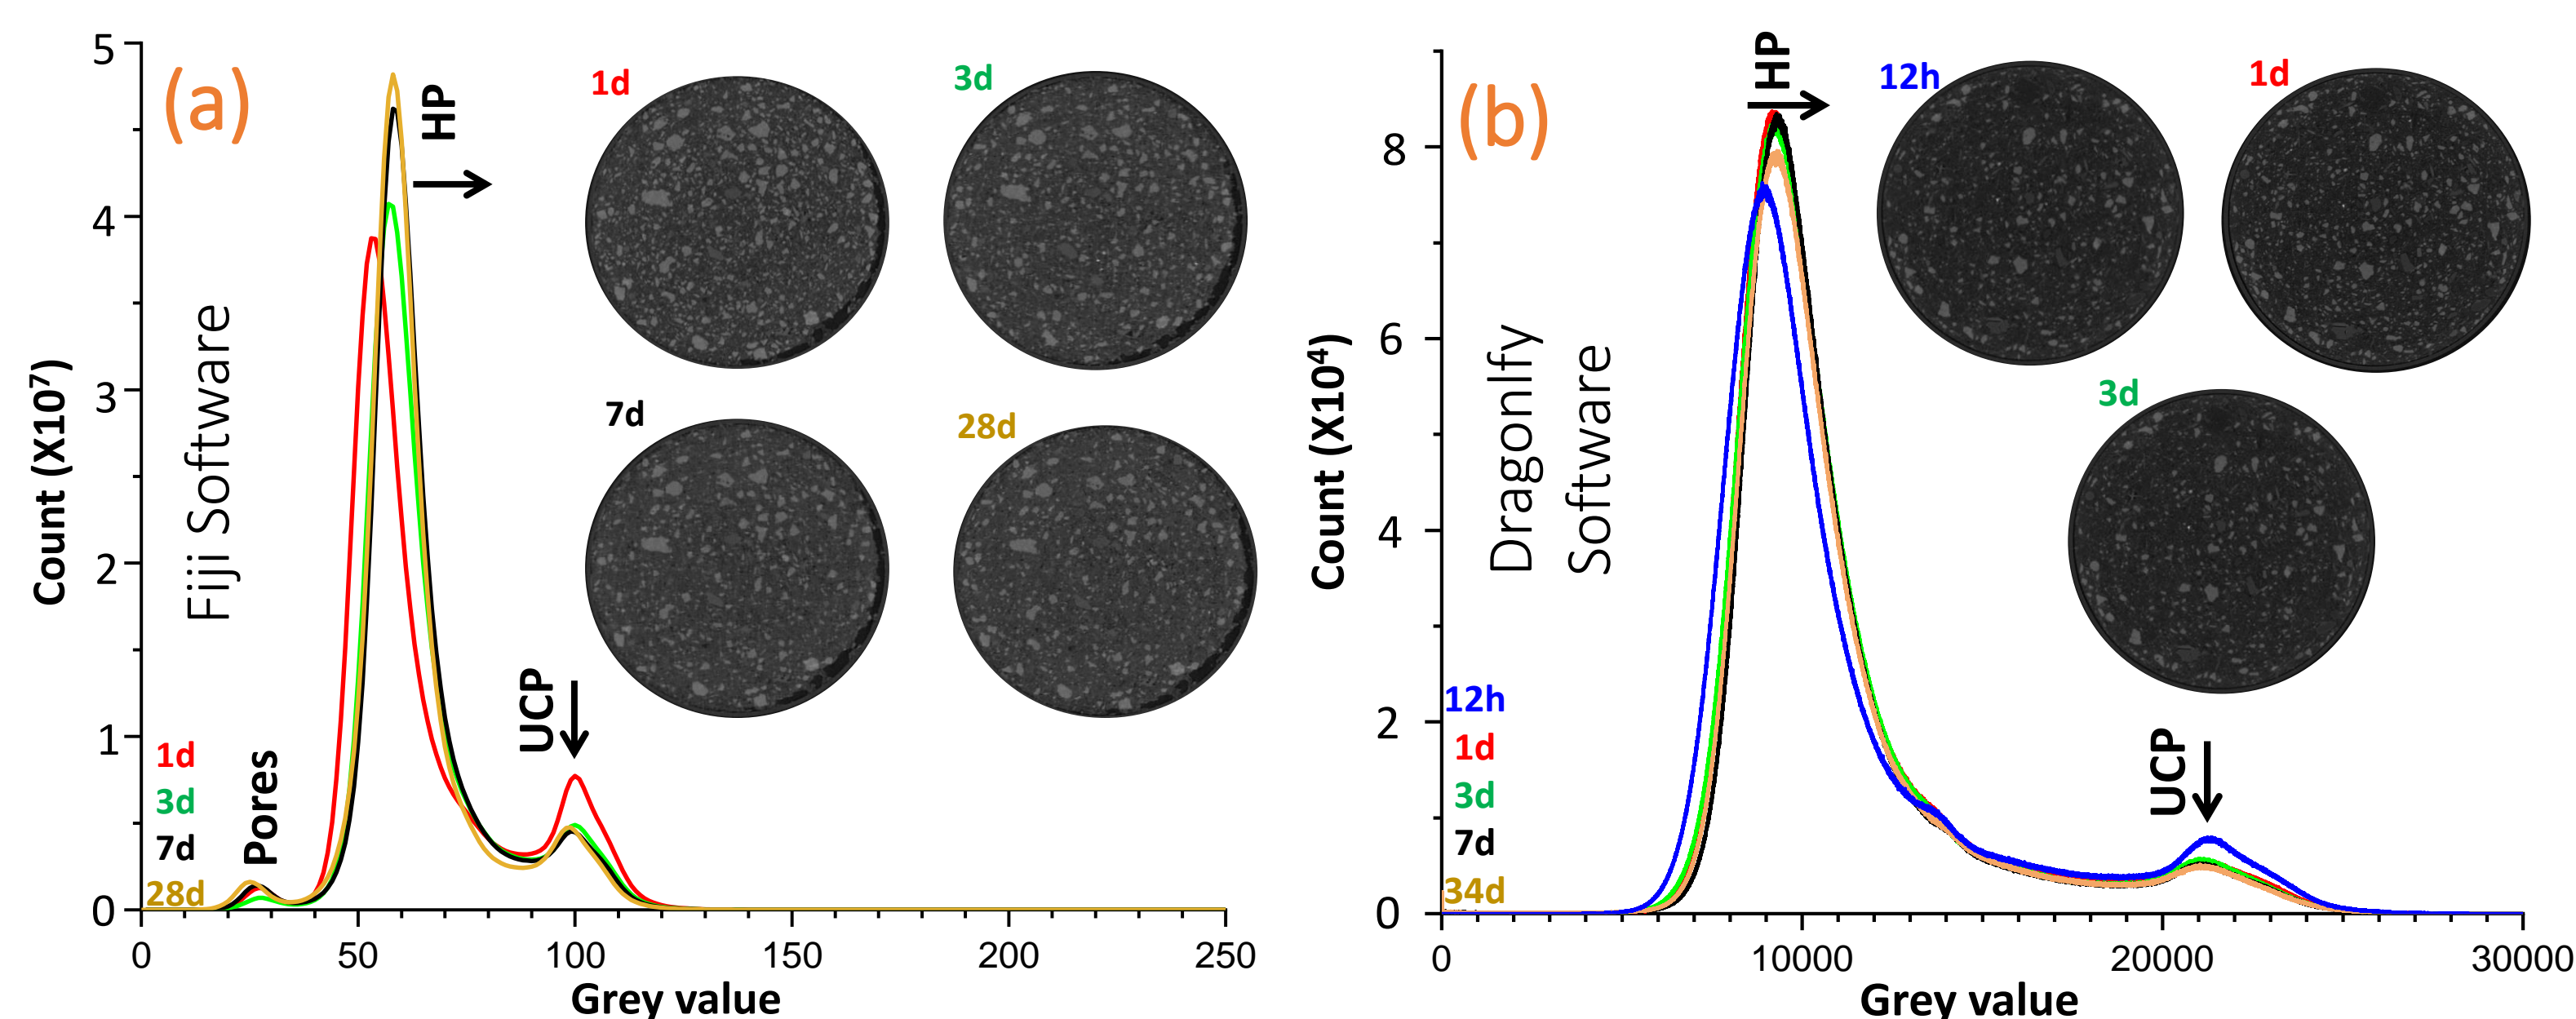 (a)
Fiji Software
Count (X10⁷)
5
4
3
2
1
0
HP
Pores
UCP
1d
3d
7d
28d
1d
3d
7d
28d
0 50 100 150 200 250
Grey value
(b)
Dragonlfy
Software
Count (X10⁴)
8
6
4
2
0
HP
UCP
12h
1d
3d
12h
1d
3d
7d
34d
0 10000 20000 30000
Grey value